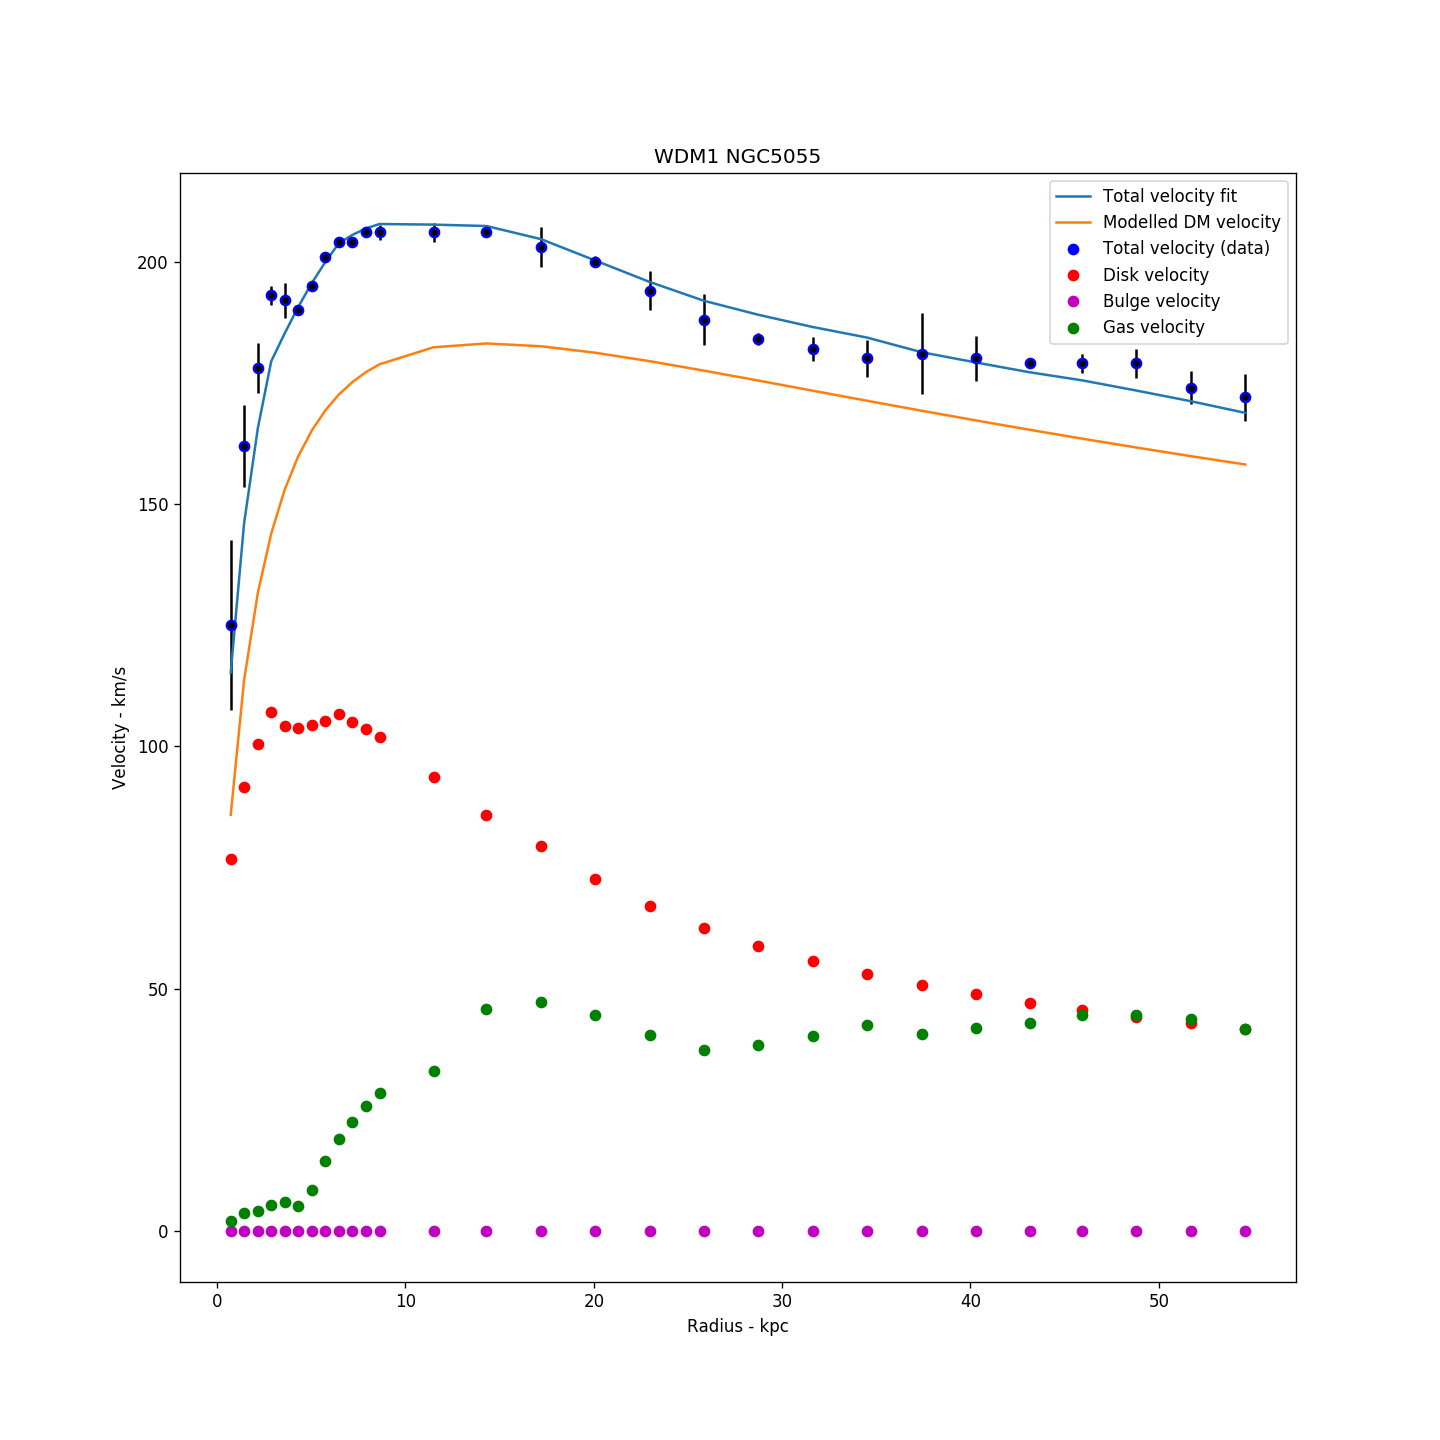 WDM1 NGC5055
Total velocity fit
Modelled DM velocity
Total velocity (data)
Disk velocity
Bulge velocity
Gas velocity
200
150
100
50
0
Velocity - km/s
0 10 20 30 40 50
Radius - kpc